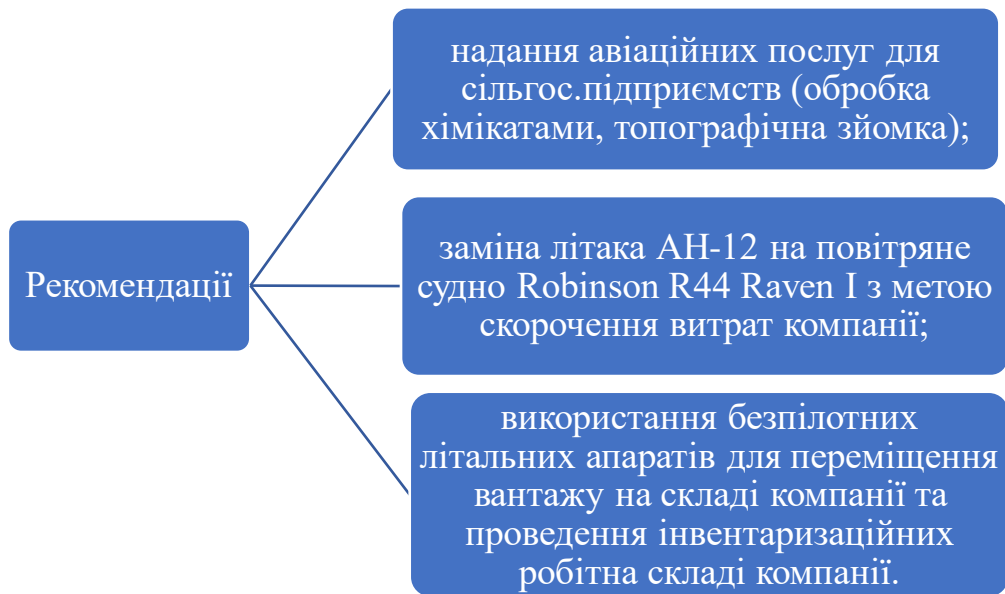 Рекомендації
надання авіаційних послуг для
сільгос.підприємств (обробка
хімікатами, топографічна зйомка);
заміна літака АН-12 на повітряне
судно Robinson R44 Raven I з метою
скорочення витрат компанії;
використання безпілотних
літальних апаратів для переміщення
вантажу на складі компанії та
проведення інвентаризаційних
робітна складі компанії.